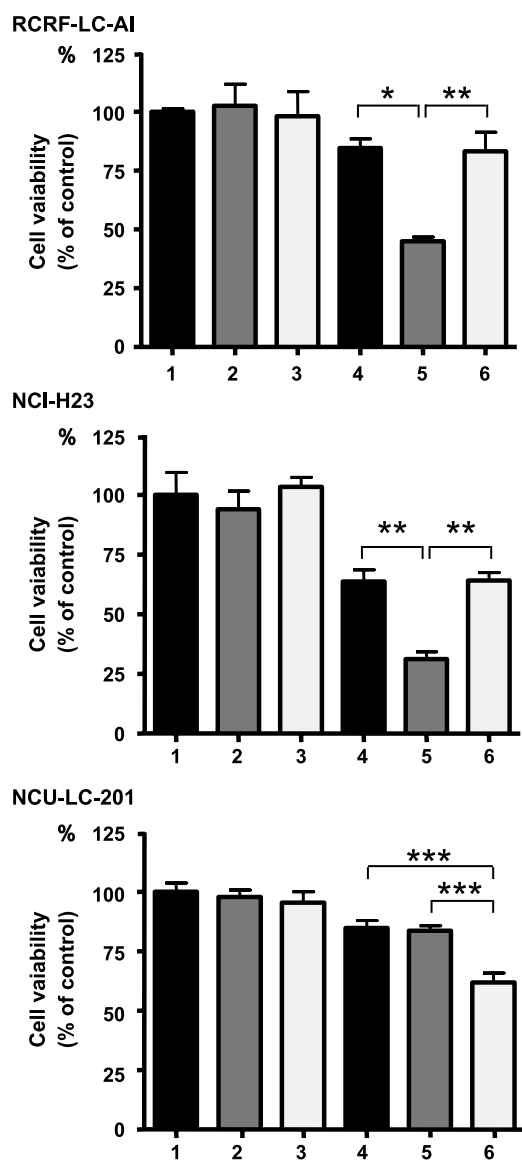 RCRF-LC-AI
%
Cell vaiability
(% of control)
125
100
75
50
25
0
*
**
1 2 3 4 5 6
NCI-H23
%
Cell vaiability
(% of control)
125
100
75
50
25
0
**
**
1 2 3 4 5 6
NCU-LC-201
%
Cell vaiability
(% of control)
125
100
75
50
25
0
***
***
1 2 3 4 5 6